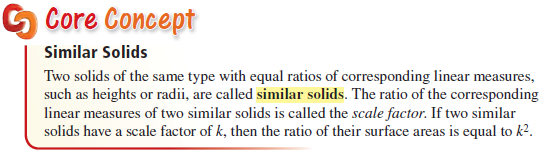 Core Concept
Similar Solids
Two solids of the same type with equal ratios of corresponding linear measures,
such as heights or radii, are called similar solids. The ratio of the corresponding
linear measures of two similar solids is called the scale factor. If two similar
solids have a scale factor of k, then the ratio of their surface areas is equal to k².